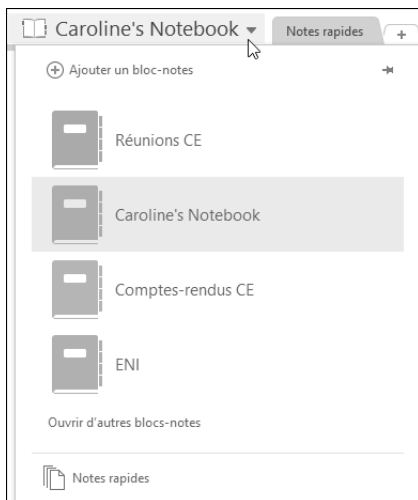 Caroline's Notebook
Notes rapides
+
Ajouter un bloc-notes
Réunions CE
Caroline's Notebook
Comptes-rendus CE
ENI
Ouvrir d'autres blocs-notes
Notes rapides